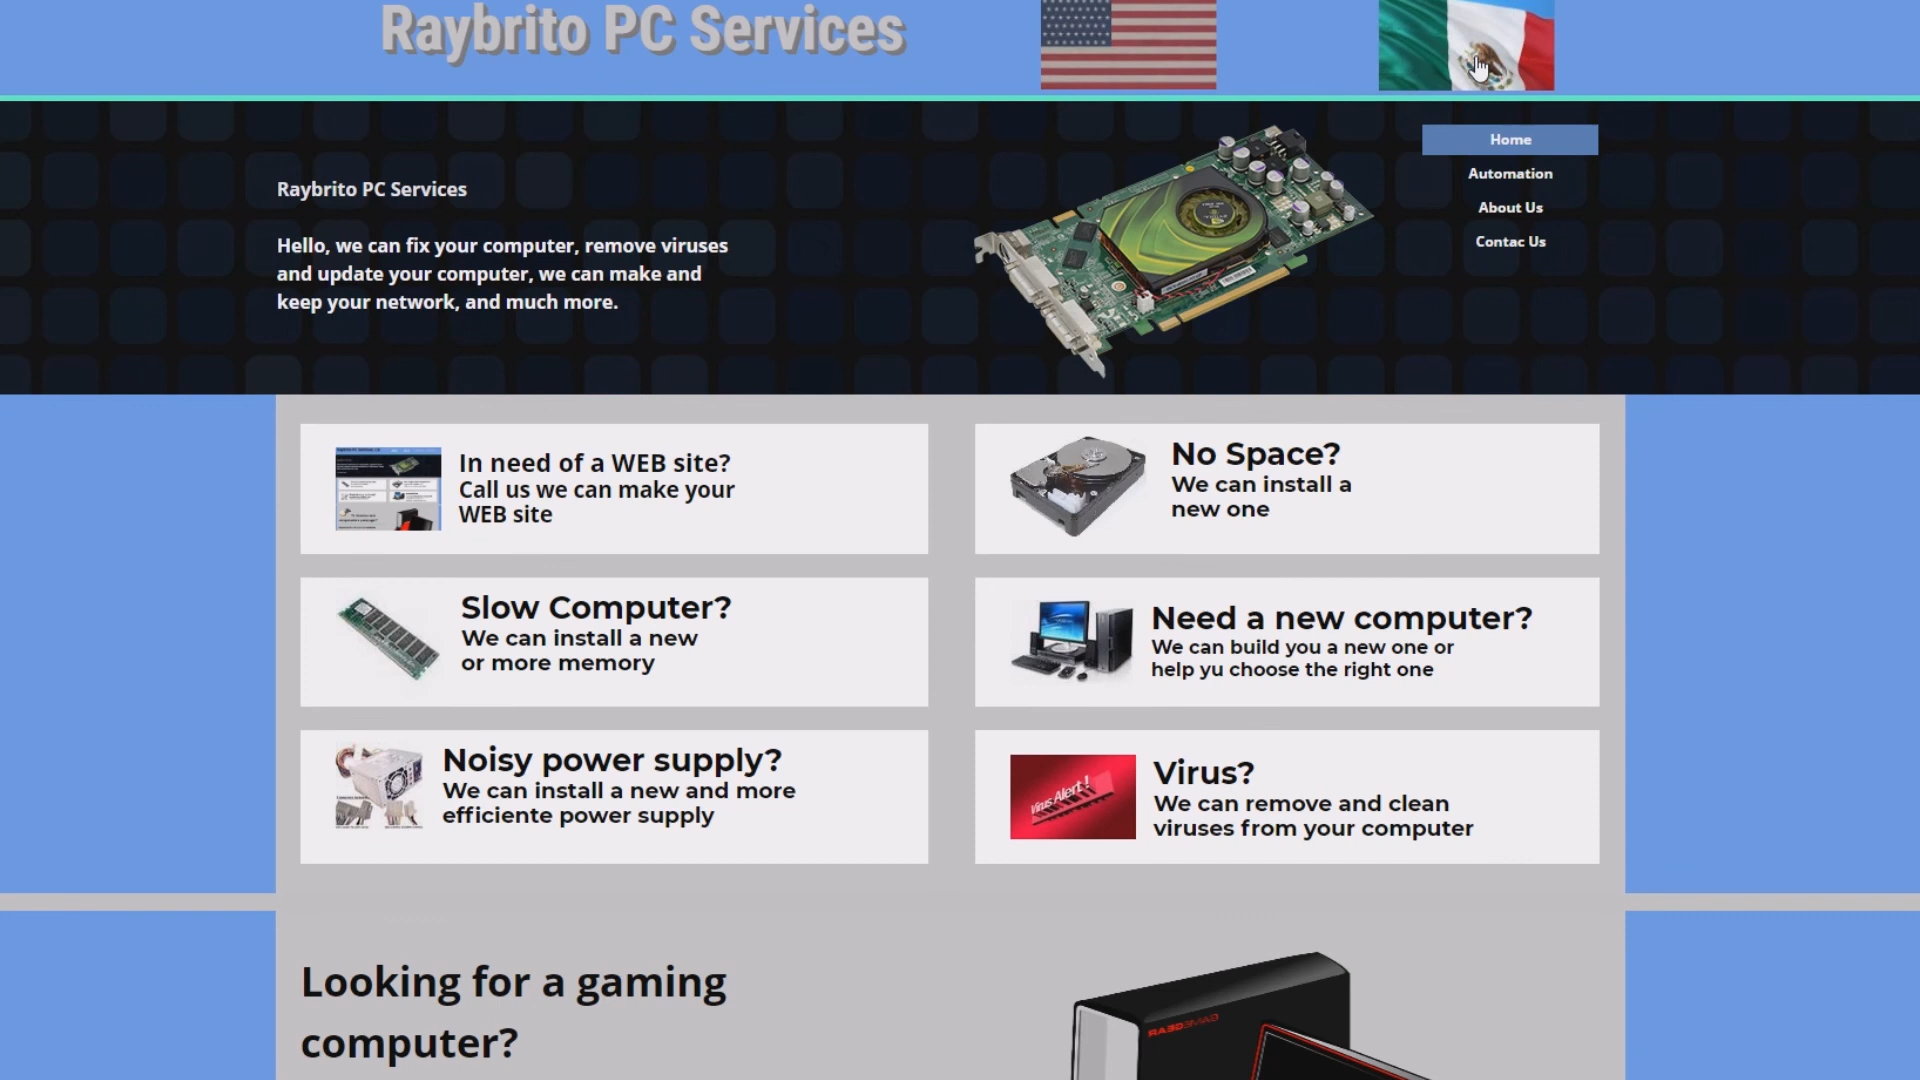 Raybrito PC Services
Home
Automation
About Us
Contac Us
Raybrito PC Services
Hello, we can fix your computer, remove viruses
and update your computer, we can make and
keep your network, and much more.
In need of a WEB site?
Call us we can make your
WEB site
No Space?
We can install a
new one
Slow Computer?
We can install a new
or more memory
Need a new computer?
We can build you a new one or
help yu choose the right one
Noisy power supply?
We can install a new and more
efficiente power supply
Virus Alert !
Virus?
We can remove and clean
viruses from your computer
Looking for a gaming
computer?